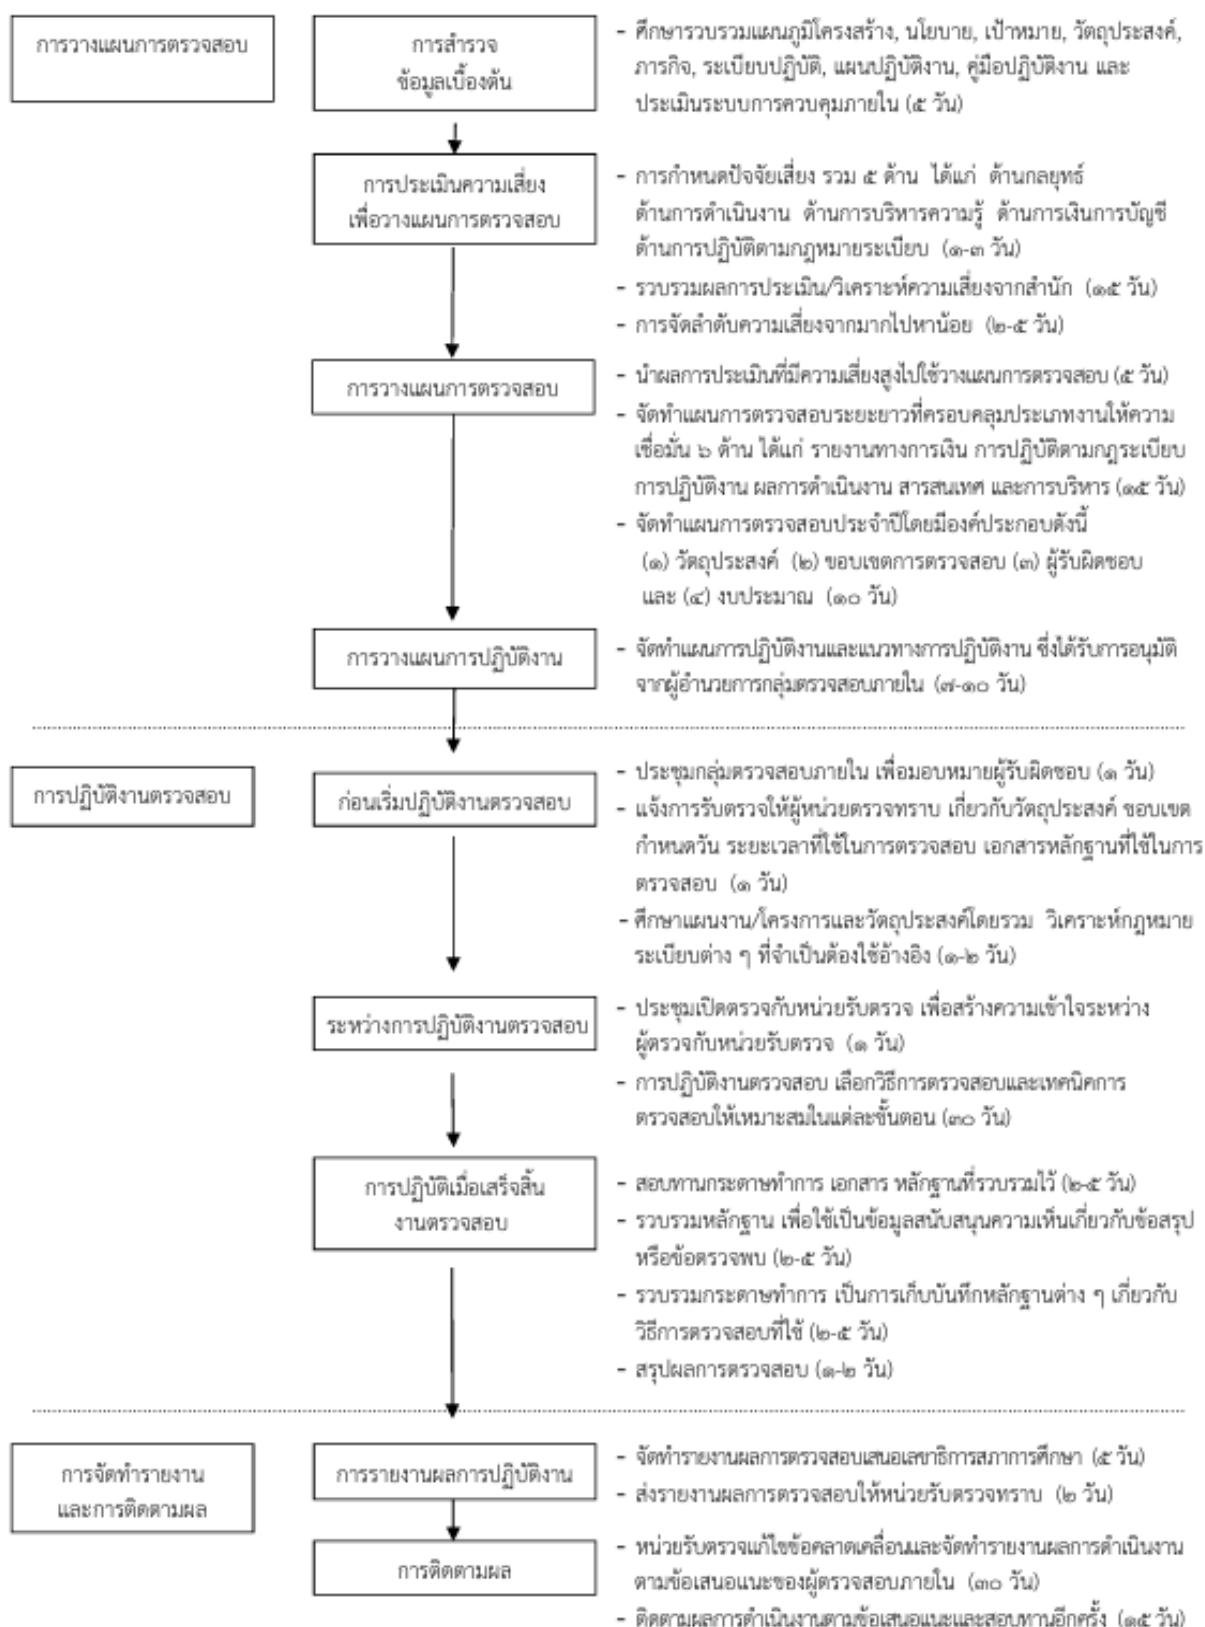 การวางแผนการตรวจสอบ
การสำรวจ
ข้อมูลเบื้องต้น
- ศึกษารวบรวมแผนภูมิโครงสร้าง, นโยบาย, เป้าหมาย, วัตถุประสงค์,
ภารกิจ, ระเบียบปฏิบัติ, แผนปฏิบัติงาน, คู่มือปฏิบัติงาน และ
ประเมินระบบการควบคุมภายใน (๕ วัน)
การประเมินความเสี่ยง
เพื่อวางแผนการตรวจสอบ
- การกำหนดปัจจัยเสี่ยง รวม ๕ ด้าน ได้แก่ ด้านกลยุทธ์
ด้านการดำเนินงาน ด้านการบริหารความรู้ ด้านการเงินการบัญชี
ด้านการปฏิบัติตามกฎหมายระเบียบ (๑-๓ วัน)
- รวบรวมผลการประเมิน/วิเคราะห์ความเสี่ยงจากสำนัก (๑๕ วัน)
- การจัดลำดับความเสี่ยงจากมากไปหาน้อย (๒-๕ วัน)
การวางแผนการตรวจสอบ
- นำผลการประเมินที่มีความเสี่ยงสูงไปใช้วางแผนการตรวจสอบ (๕ วัน)
- จัดทำแผนการตรวจสอบระยะยาวที่ครอบคลุมประเภทงานให้ความ
เชื่อมั่น ๖ ด้าน ได้แก่ รายงานทางการเงิน การปฏิบัติตามกฎระเบียบ
การปฏิบัติงาน ผลการดำเนินงาน สารสนเทศ และการบริหาร (๑๕ วัน)
- จัดทำแผนการตรวจสอบประจำปีโดยมีองค์ประกอบดังนี้
(๑) วัตถุประสงค์ (๒) ขอบเขตการตรวจสอบ (๓) ผู้รับผิดชอบ
และ (๔) งบประมาณ (๑๐ วัน)
การวางแผนการปฏิบัติงาน
- จัดทำแผนการปฏิบัติงานและแนวทางการปฏิบัติงาน ซึ่งได้รับการอนุมัติ
จากผู้อำนวยการกลุ่มตรวจสอบภายใน (๗-๑๐ วัน)
การปฏิบัติงานตรวจสอบ
ก่อนเริ่มปฏิบัติงานตรวจสอบ
- ประชุมกลุ่มตรวจสอบภายใน เพื่อมอบหมายผู้รับผิดชอบ (๑ วัน)
- แจ้งการรับตรวจให้ผู้หน่วยตรวจทราบ เกี่ยวกับวัตถุประสงค์ ขอบเขต
กำหนดวัน ระยะเวลาที่ใช้ในการตรวจสอบ เอกสารหลักฐานที่ใช้ในการ
ตรวจสอบ (๑ วัน)
- ศึกษาแผนงาน/โครงการและวัตถุประสงค์โดยรวม วิเคราะห์กฎหมาย
ระเบียบต่าง ๆ ที่จำเป็นต้องใช้อ้างอิง (๑-๒ วัน)
ระหว่างการปฏิบัติงานตรวจสอบ
- ประชุมเปิดตรวจกับหน่วยรับตรวจ เพื่อสร้างความเข้าใจระหว่าง
ผู้ตรวจกับหน่วยรับตรวจ (๑ วัน)
- การปฏิบัติงานตรวจสอบ เลือกวิธีการตรวจสอบและเทคนิคการ
ตรวจสอบให้เหมาะสมในแต่ละขั้นตอน (๓๐ วัน)
การปฏิบัติเมื่อเสร็จสิ้น
งานตรวจสอบ
- สอบทานกระดาษทำการ เอกสาร หลักฐานที่รวบรวมไว้ (๒-๕ วัน)
- รวบรวมหลักฐาน เพื่อใช้เป็นข้อมูลสนับสนุนความเห็นเกี่ยวกับข้อสรุป
หรือข้อตรวจพบ (๒-๕ วัน)
- รวบรวมกระดาษทำการ เป็นการเก็บบันทึกหลักฐานต่าง ๆ เกี่ยวกับ
วิธีการตรวจสอบที่ใช้ (๒-๕ วัน)
- สรุปผลการตรวจสอบ (๑-๒ วัน)
การจัดทำรายงาน
และการติดตามผล
การรายงานผลการปฏิบัติงาน
- จัดทำรายงานผลการตรวจสอบเสนอเลขาธิการสภาการศึกษา (๕ วัน)
- ส่งรายงานผลการตรวจสอบให้หน่วยรับตรวจทราบ (๒ วัน)
การติดตามผล
- หน่วยรับตรวจแก้ไขข้อคลาดเคลื่อนและจัดทำรายงานผลการดำเนินงาน
ตามข้อเสนอแนะของผู้ตรวจสอบภายใน (๓๐ วัน)
- ติดตามผลการดำเนินงานตามข้อเสนอแนะและสอบทานอีกครั้ง (๑๕ วัน)